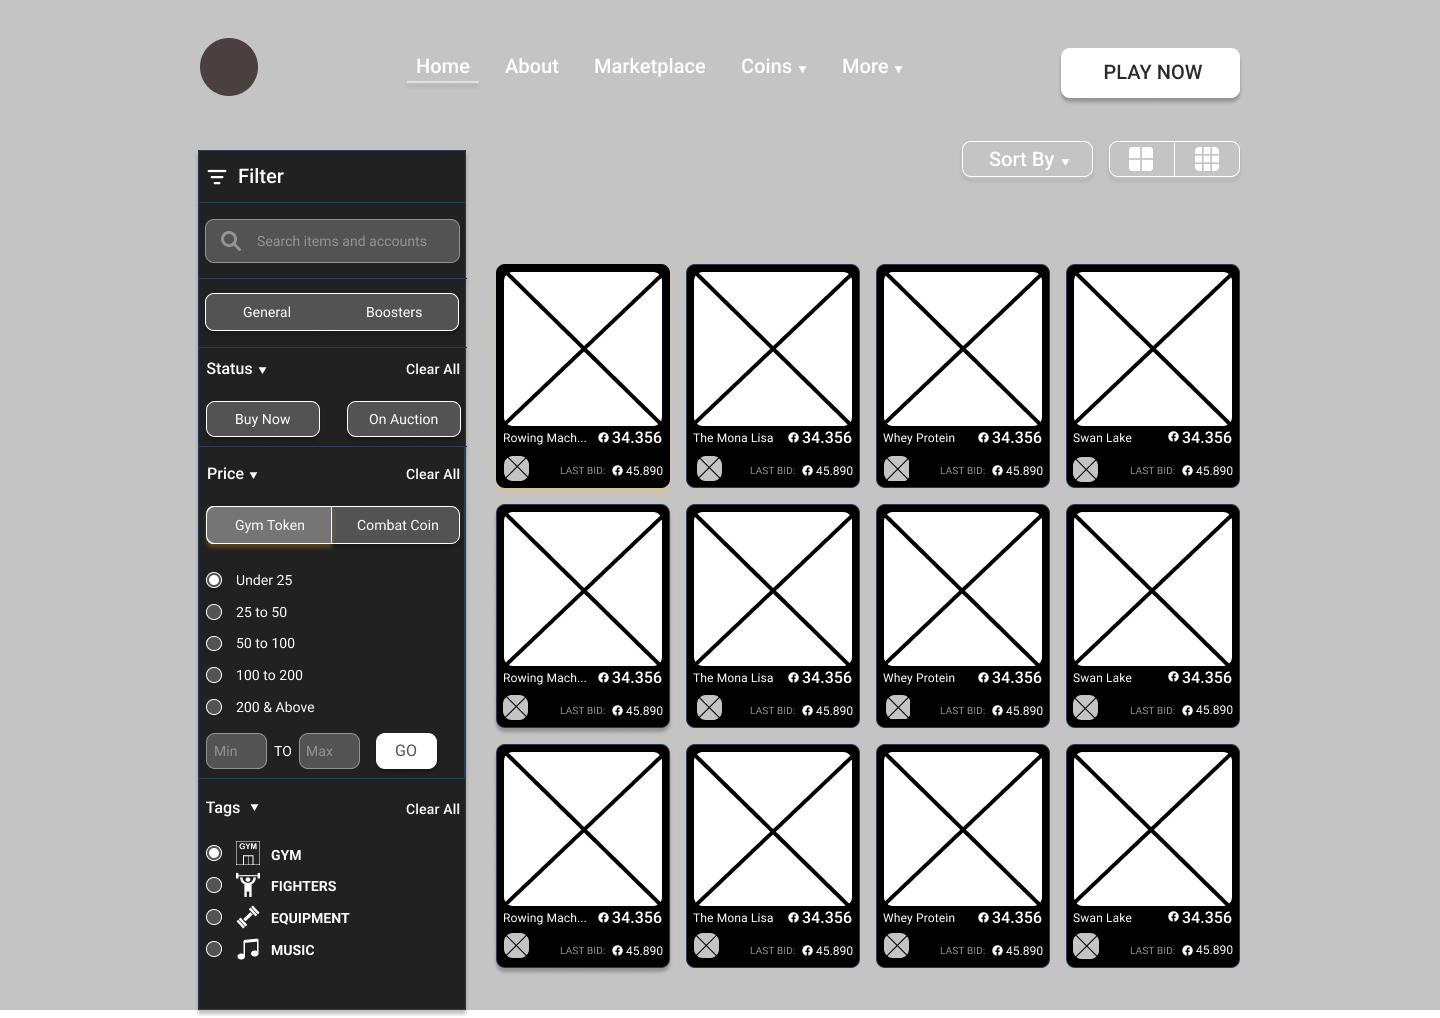 Home About Marketplace Coins More
PLAY NOW
Sort By
Filter
Search items and accounts
General Boosters
Status Clear All
Buy Now On Auction
Price Clear All
Gym Token Combat Coin
Under 25
25 to 50
50 to 100
100 to 200
200 & Above
Min TO Max GO
Tags Clear All
GYM GYM
FIGHTERS
EQUIPMENT
MUSIC
Rowing Mach... 34.356 The Mona Lisa 34.356 Whey Protein 34.356 Swan Lake 34.356
LAST BID: 45.890 LAST BID: 45.890 LAST BID: 45.890 LAST BID: 45.890
Rowing Mach... 34.356 The Mona Lisa 34.356 Whey Protein 34.356 Swan Lake 34.356
LAST BID: 45.890 LAST BID: 45.890 LAST BID: 45.890 LAST BID: 45.890
Rowing Mach... 34.356 The Mona Lisa 34.356 Whey Protein 34.356 Swan Lake 34.356
LAST BID: 45.890 LAST BID: 45.890 LAST BID: 45.890 LAST BID: 45.890